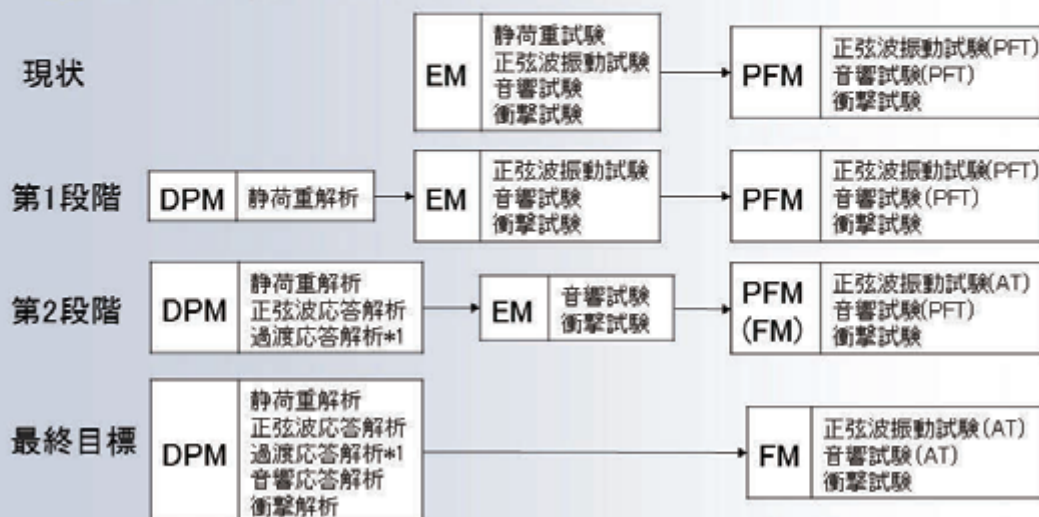 現状
EM
静荷重試験
正弦波振動試験
音響試験
衝撃試験
PFM
正弦波振動試験(PFT)
音響試験(PFT)
衝撃試験
第1段階
DPM
静荷重解析
EM
正弦波振動試験
音響試験
衝撃試験
PFM
正弦波振動試験(PFT)
音響試験(PFT)
衝撃試験
第2段階
DPM
静荷重解析
正弦波応答解析
過渡応答解析*1
EM
音響試験
衝撃試験
PFM
(FM)
正弦波振動試験(AT)
音響試験(PFT)
衝撃試験
最終目標
DPM
静荷重解析
正弦波応答解析
過渡応答解析*1
音響応答解析
衝撃解析
FM
正弦波振動試験(AT)
音響試験(AT)
衝撃試験